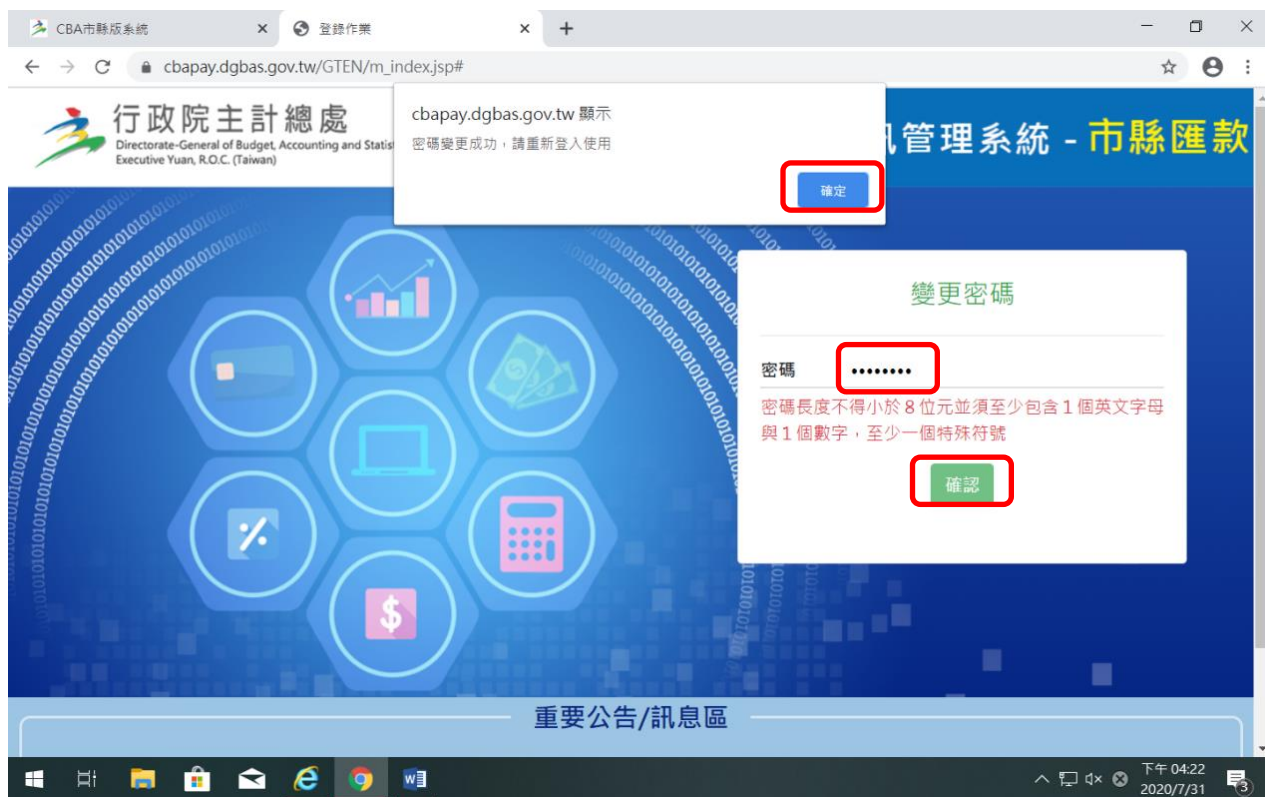 CBA市縣版系統
登錄作業
cbapay.dgbas.gov.tw/GTEN/m_index.jsp#
行政院主計總處
Directorate-General of Budget, Accounting and Statis
Executive Yuan, R.O.C. (Taiwan)
cbapay.dgbas.gov.tw 顯示
密碼變更成功，請重新登入使用
確定
管理系統 - 市縣匯款
變更密碼
密碼 ••••••••
密碼長度不得小於8位元並須至少包含1個英文字母
與1個數字，至少一個特殊符號
確認
重要公告/訊息區
下午 04:22
2020/7/31
3